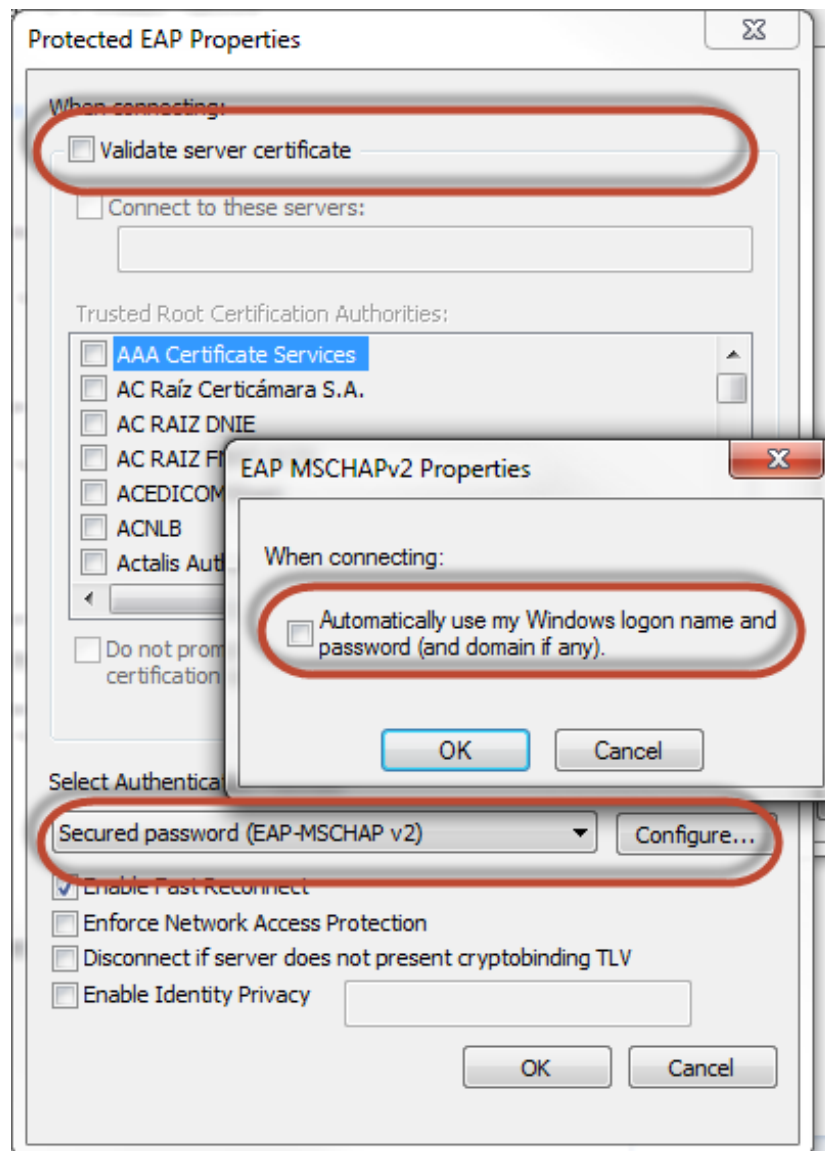 Protected EAP Properties
When connecting:
Validate server certificate
Connect to these servers:
Trusted Root Certification Authorities:
AAA Certificate Services
AC Raíz Certicámara S.A.
AC RAIZ DNIE
AC RAIZ
ACEDICOM
ACNLB
Actalis
Do not
certification
EAP MSCHAPv2 Properties
When connecting:
Automatically use my Windows logon name and
password (and domain if any).
OK Cancel
Select
Secured password (EAP-MSCHAP v2) Configure...
Enable Fast Reconnect
Enforce Network Access Protection
Disconnect if server does not present cryptobinding TLV
Enable Identity Privacy
OK Cancel